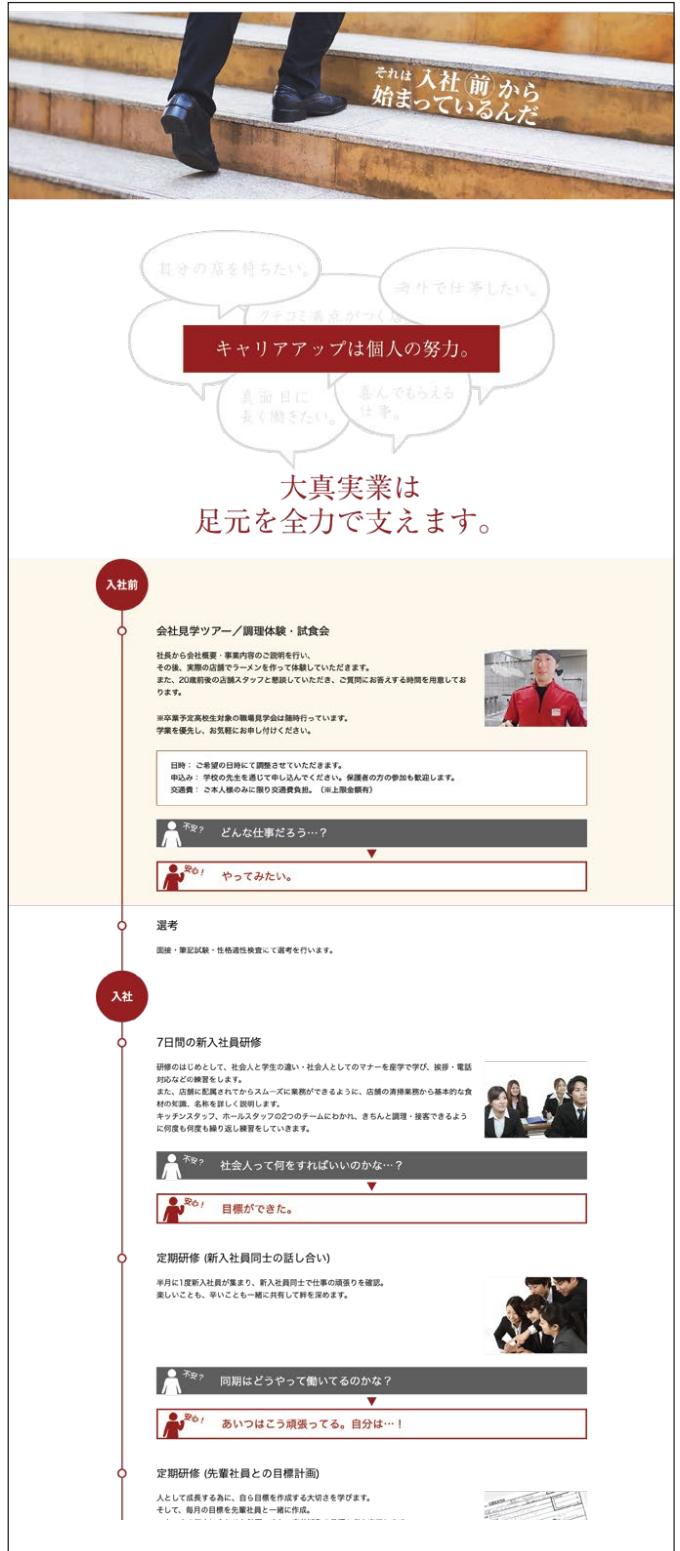 それは入社前から
始まっているんだ
自分の店を持ちたい。
海外で仕事したい。
クチコミ満点がつく
キャリアアップは個人の努力。
真面目に
長く働きたい。
喜んでもらえる
仕事。
大真実業は
足元を全力で支えます。
入社前
会社見学ツアー／調理体験・試食会
社長から会社概要・事業内容のご説明を行い、
その後、実際の店舗でラーメンを作って体験していただきます。
また、20歳前後の店舗スタッフと懇談していただき、ご質問にお答えする時間を用意してお
ります。
※卒業予定高校生対象の職場見学会は随時行っています。
学業を優先し、お気軽にお申し付けください。
日時： ご希望の日時にて調整させていただきます。
申込み： 学校の先生を通じて申し込んでください。保護者の方の参加も歓迎します。
交通費： ご本人様のみに限り交通費負担。（※上限金額有）
不安？
どんな仕事だろう…？
安心！
やってみたい。
選考
面接・筆記試験・性格適性検査にて選考を行います。
入社
7日間の新入社員研修
研修のはじめとして、社会人と学生の違い・社会人としてのマナーを座学で学び、挨拶・電話
対応などの練習をします。
また、店舗に配属されてからスムーズに業務ができるように、店舗の清掃業務から基本的な食
材の知識、名称を詳しく説明します。
キッチンスタッフ、ホールスタッフの2つのチームにわかれ、きちんと調理・接客できるよう
に何度も何度も繰り返し練習をしていきます。
不安？
社会人って何をすればいいのかな…？
安心！
目標ができた。
定期研修 (新入社員同士の話し合い)
半月に1度新入社員が集まり、新入社員同士で仕事の頑張りを確認。
楽しいことも、辛いことも一緒に共有して絆を深めます。
不安？
同期はどうやって働いてるのかな？
安心！
あいつはこう頑張ってる。自分は…！
定期研修 (先輩社員との目標計画)
人として成長する為に、自ら目標を作成する大切さを学びます。
そして、毎月の目標を先輩社員と一緒に作成。